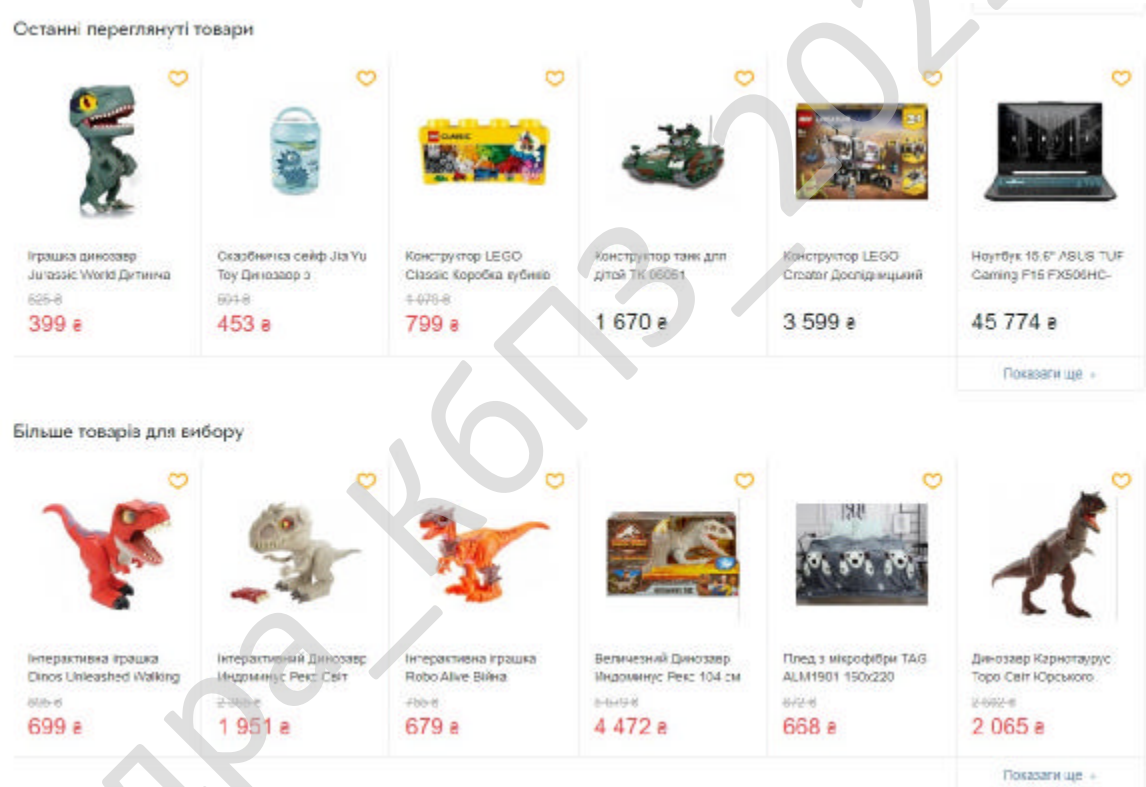 Останні переглянуті товари
Іграшка динозавр
Jurassic World Дитинча
525 ₴
399 ₴
Скарбничка сейф Jia Yu
Toy Динозавр з
453 ₴
Конструктор LEGO
Classic Коробка кубиків
799 ₴
Конструктор танк для
дітей
1 670 ₴
Конструктор LEGO
Creator Дослідницький
3 599 ₴
Ноутбук 15.6" ASUS TUF
Gaming F15 FX506HC-
45 774 ₴
Показати ще
Більше товарів для вибору
Інтерактивна іграшка
Dinos Unleashed Walking
699 ₴
Інтерактивний Динозавр
Индоминус Рекс Світ
1 951 ₴
Інтерактивна іграшка
Robo Alive Війна
679 ₴
Величезний Динозавр
Индоминус Рекс 104 см
4 472 ₴
Плед з мікрофібри TAG
ALM1901 160x220
668 ₴
Динозавр Карнотаурус
Торо Світ Юрського
2 065 ₴
Показати ще